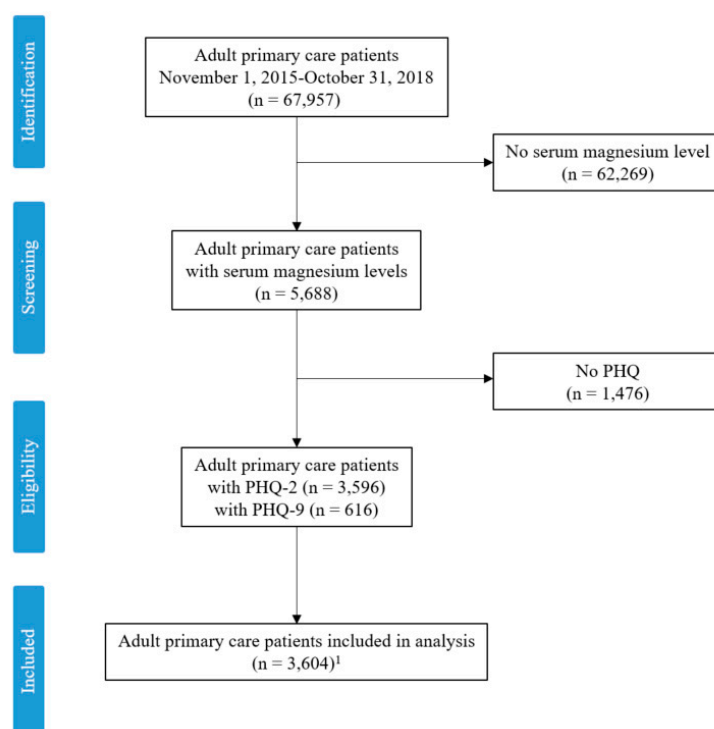 Identification
Adult primary care patients
November 1, 2015-October 31, 2018
(n = 67,957)
No serum magnesium level
(n = 62,269)
Screening
Adult primary care patients
with serum magnesium levels
(n = 5,688)
No PHQ
(n = 1,476)
Eligibility
Adult primary care patients
with PHQ-2 (n = 3,596)
with PHQ-9 (n = 616)
Included
Adult primary care patients included in analysis
(n = 3,604)¹